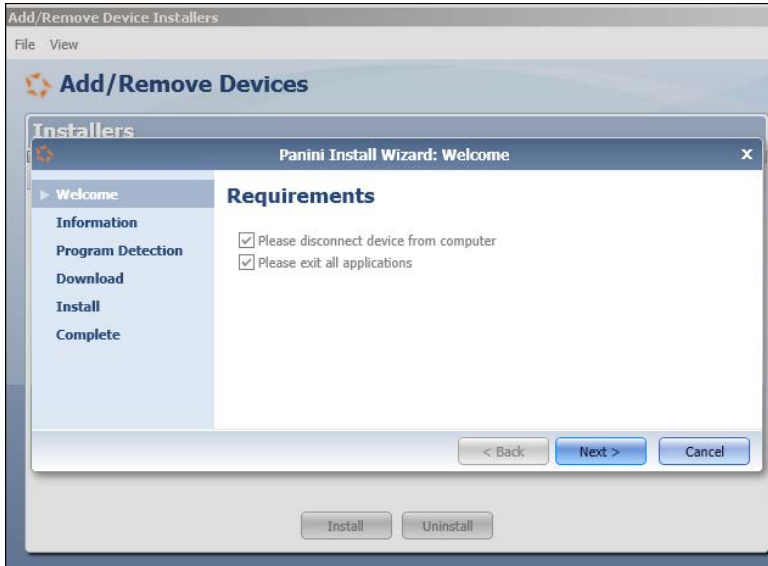 Add/Remove Device Installers
File View
Add/Remove Devices
Installers
Panini Install Wizard: Welcome x
Welcome
Information
Program Detection
Download
Install
Complete
Requirements
Please disconnect device from computer
Please exit all applications
< Back Next > Cancel
Install Uninstall